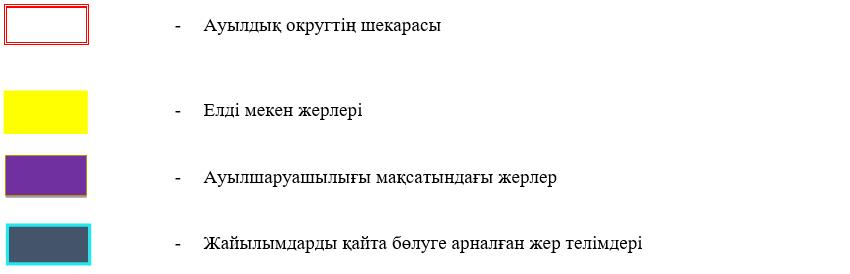 - Ауылдық округтің шекарасы
- Елді мекен жерлері
- Ауылшаруашылығы мақсатындағы жерлер
- Жайылымдарды қайта бөлуге арналған жер телімдері